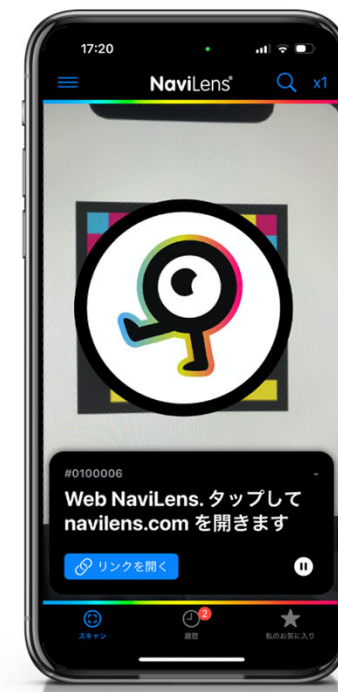 17:20
NaviLens
x1
#0100006
Web NaviLens. タップして
navilens.com を開きます
リンクを開く
2
スキャン
履歴
私のお気に入り